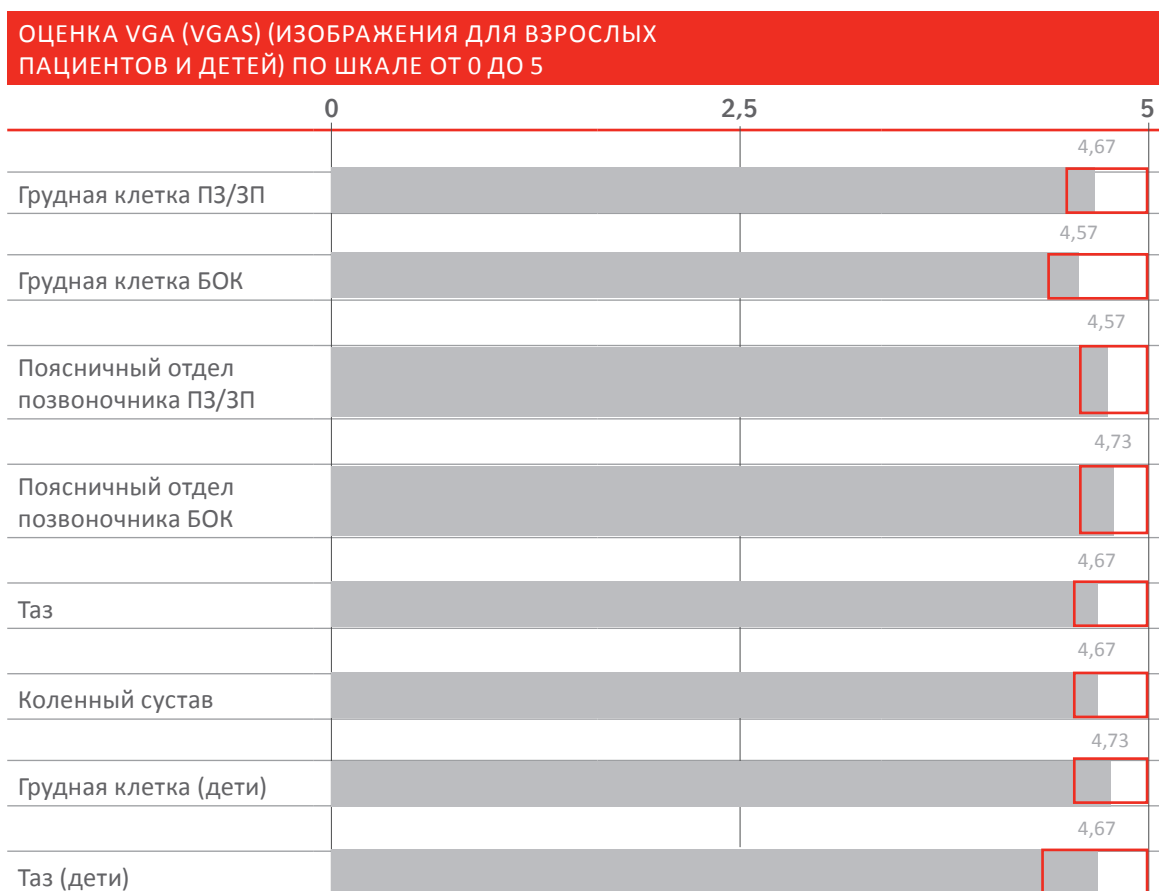 ОЦЕНКА VGA (VGAS) (ИЗОБРАЖЕНИЯ ДЛЯ ВЗРОСЛЫХ
ПАЦИЕНТОВ И ДЕТЕЙ) ПО ШКАЛЕ ОТ 0 ДО 5
0 2,5 5
4,67
Грудная клетка ПЗ/ЗП
4,57
Грудная клетка БОК
4,57
Поясничный отдел
позвоночника ПЗ/ЗП
4,73
Поясничный отдел
позвоночника БОК
4,67
Таз
4,67
Коленный сустав
4,73
Грудная клетка (дети)
4,67
Таз (дети)